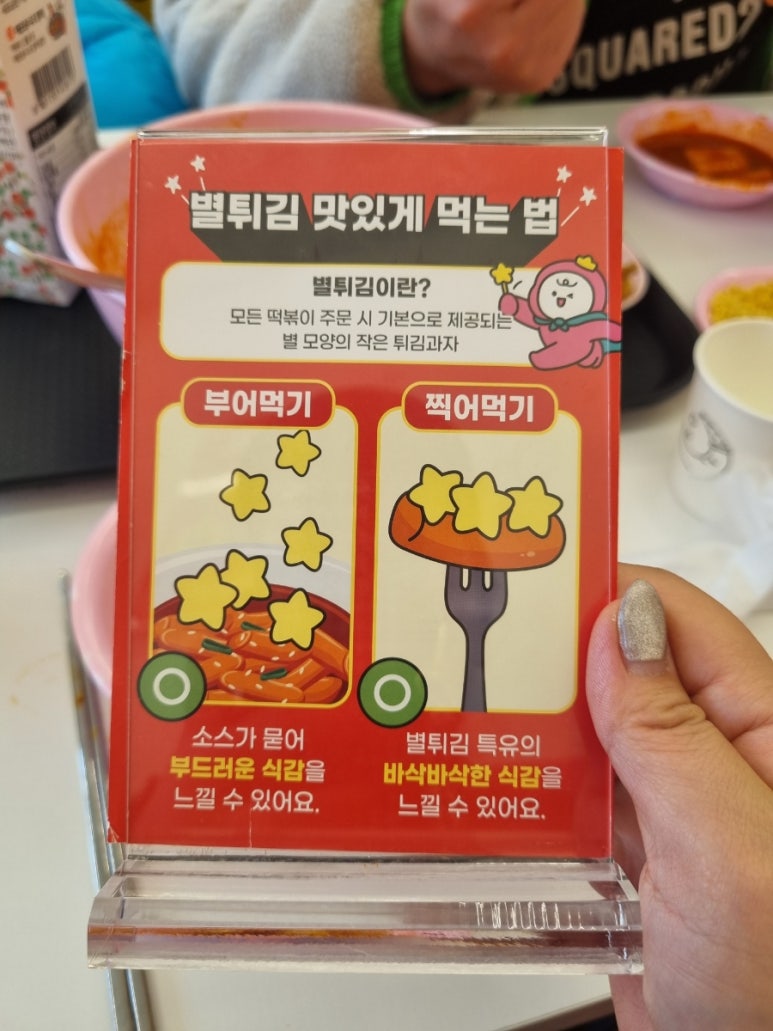 SQUARED2
별튀김 맛있게 먹는 법
별튀김이란?
모든 떡볶이 주문 시 기본으로 제공되는
별 모양의 작은 튀김과자
부어먹기
소스가 묻어
부드러운 식감을
느낄 수 있어요.
찍어먹기
별튀김 특유의
바삭바삭한 식감을
느낄 수 있어요.